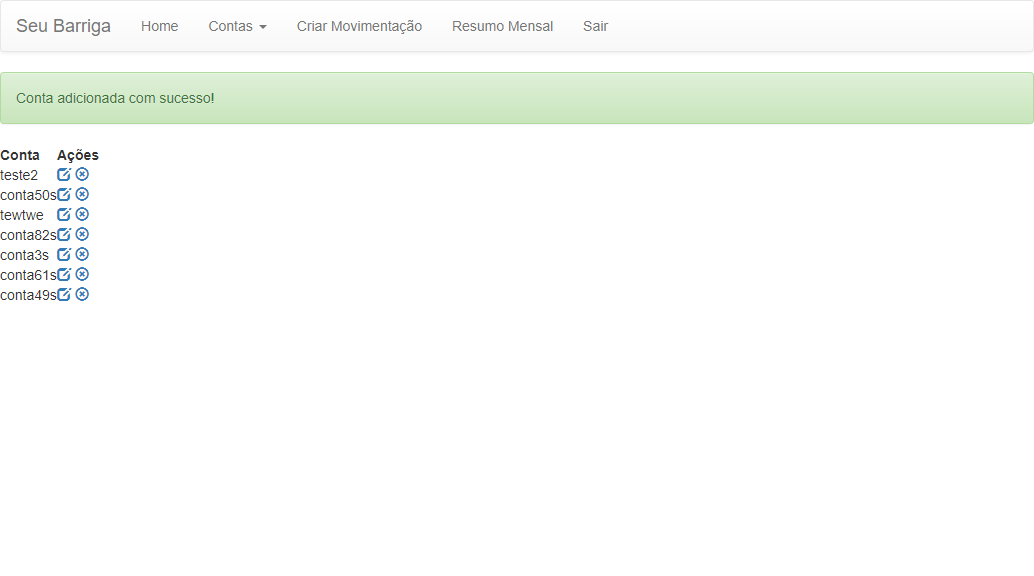 Seu Barriga Home Contas Criar Movimentação Resumo Mensal Sair
Conta adicionada com sucesso!
Conta Ações
teste2
conta50s
tewtwe
conta82s
conta3s
conta61s
conta49s